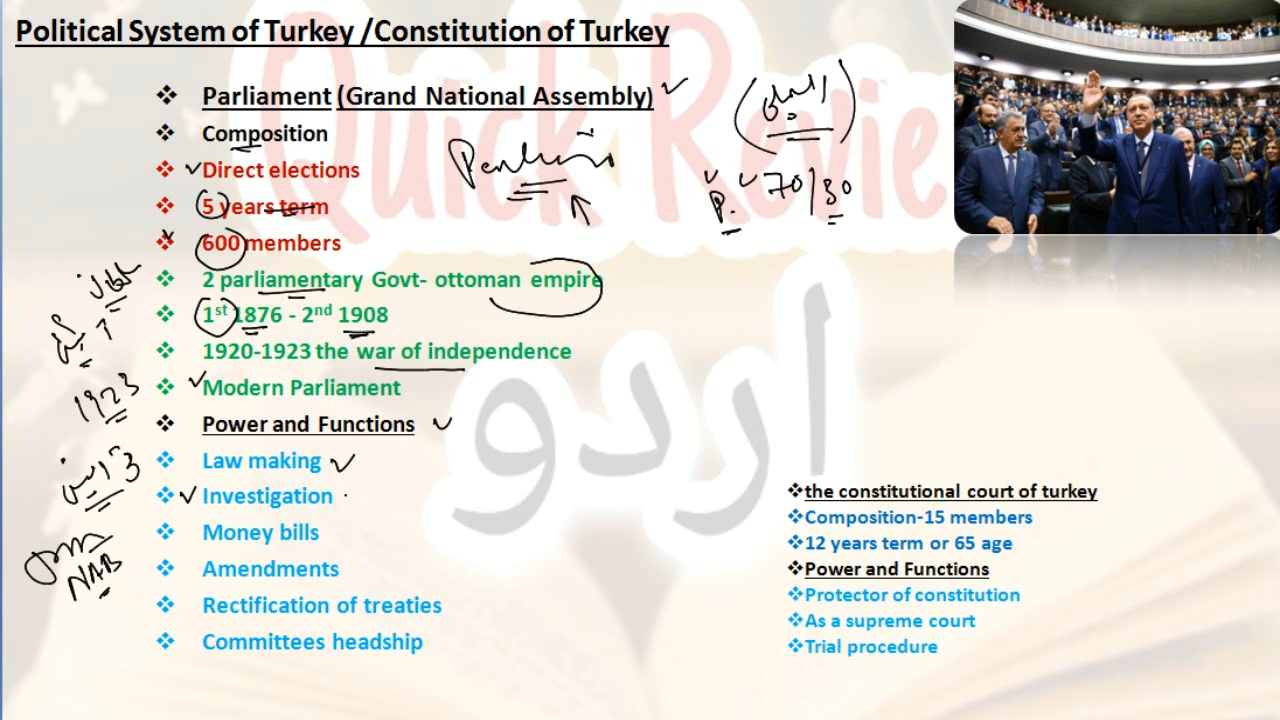 Political System of Turkey /Constitution of Turkey
Parliament (Grand National Assembly)
Composition
Direct elections
5 years term
600 members
2 parliamentary Govt- ottoman empire
1st 1876 - 2nd 1908
1920-1923 the war of independence
Modern Parliament
Power and Functions
Law making
Investigation
Money bills
Amendments
Rectification of treaties
Committees headship
P. 70/30
1923
NAB
the constitutional court of turkey
Composition-15 members
12 years term or 65 age
Power and Functions
Protector of constitution
As a supreme court
Trial procedure
Quick Review
اردو